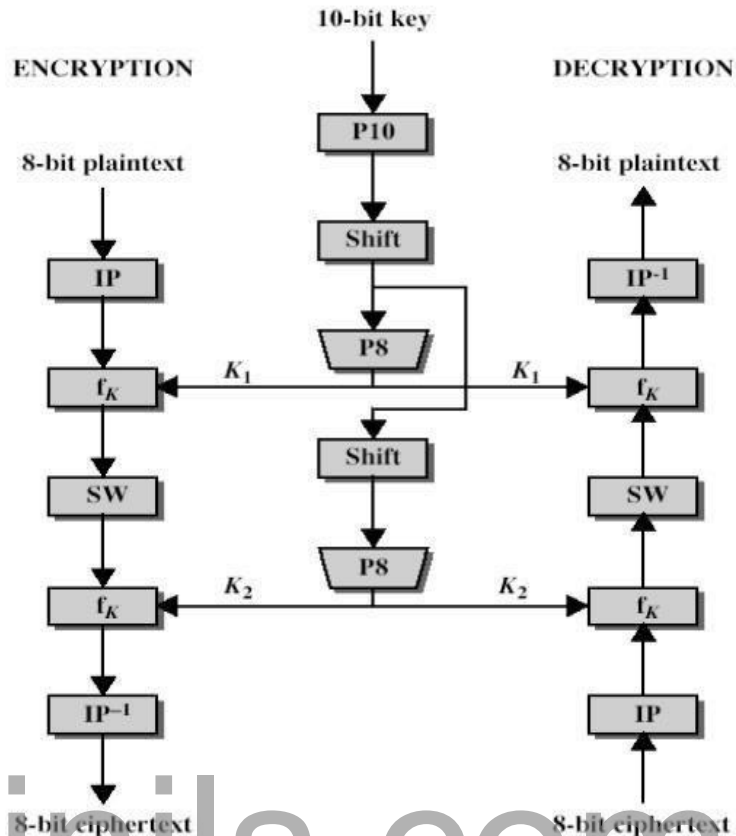 10-bit key
ENCRYPTION
DECRYPTION
P10
8-bit plaintext
8-bit plaintext
Shift
IP
IP-1
P8
fK
K1
K1
fK
Shift
SW
SW
P8
fK
K2
K2
fK
IP–1
IP
8-bit ciphertext
8-bit ciphertext